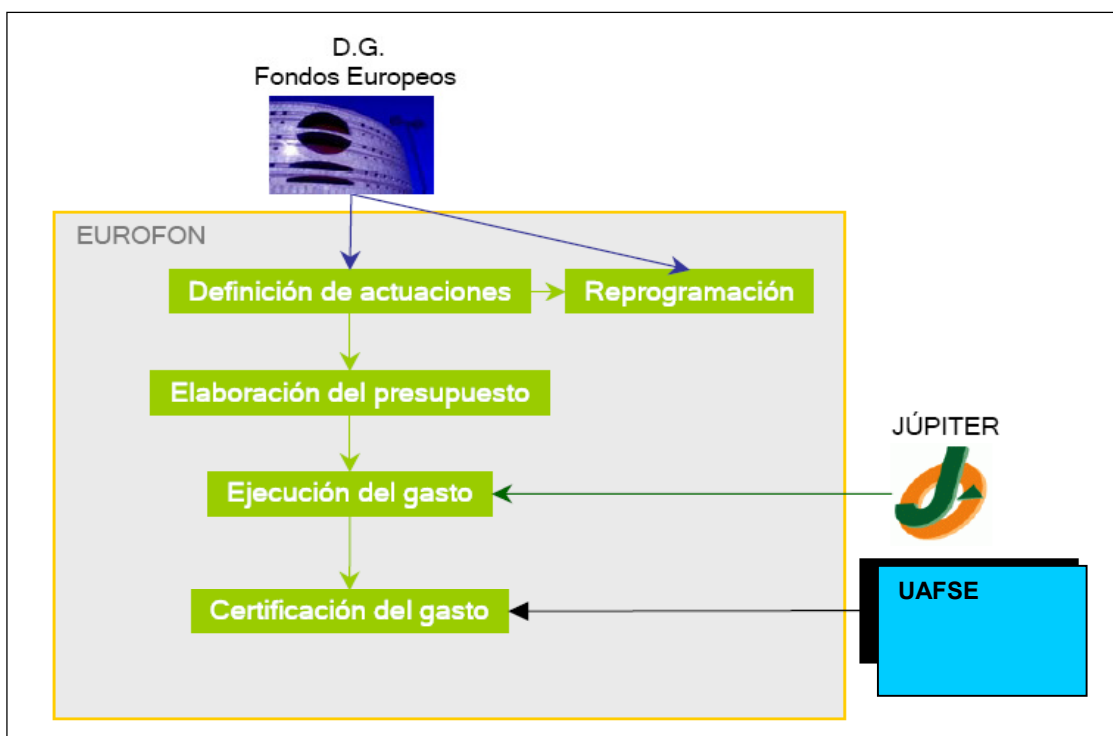 D.G.
Fondos Europeos
EUROFON
Definición de actuaciones
Reprogramación
Elaboración del presupuesto
JÚPITER
Ejecución del gasto
UAFSE
Certificación del gasto